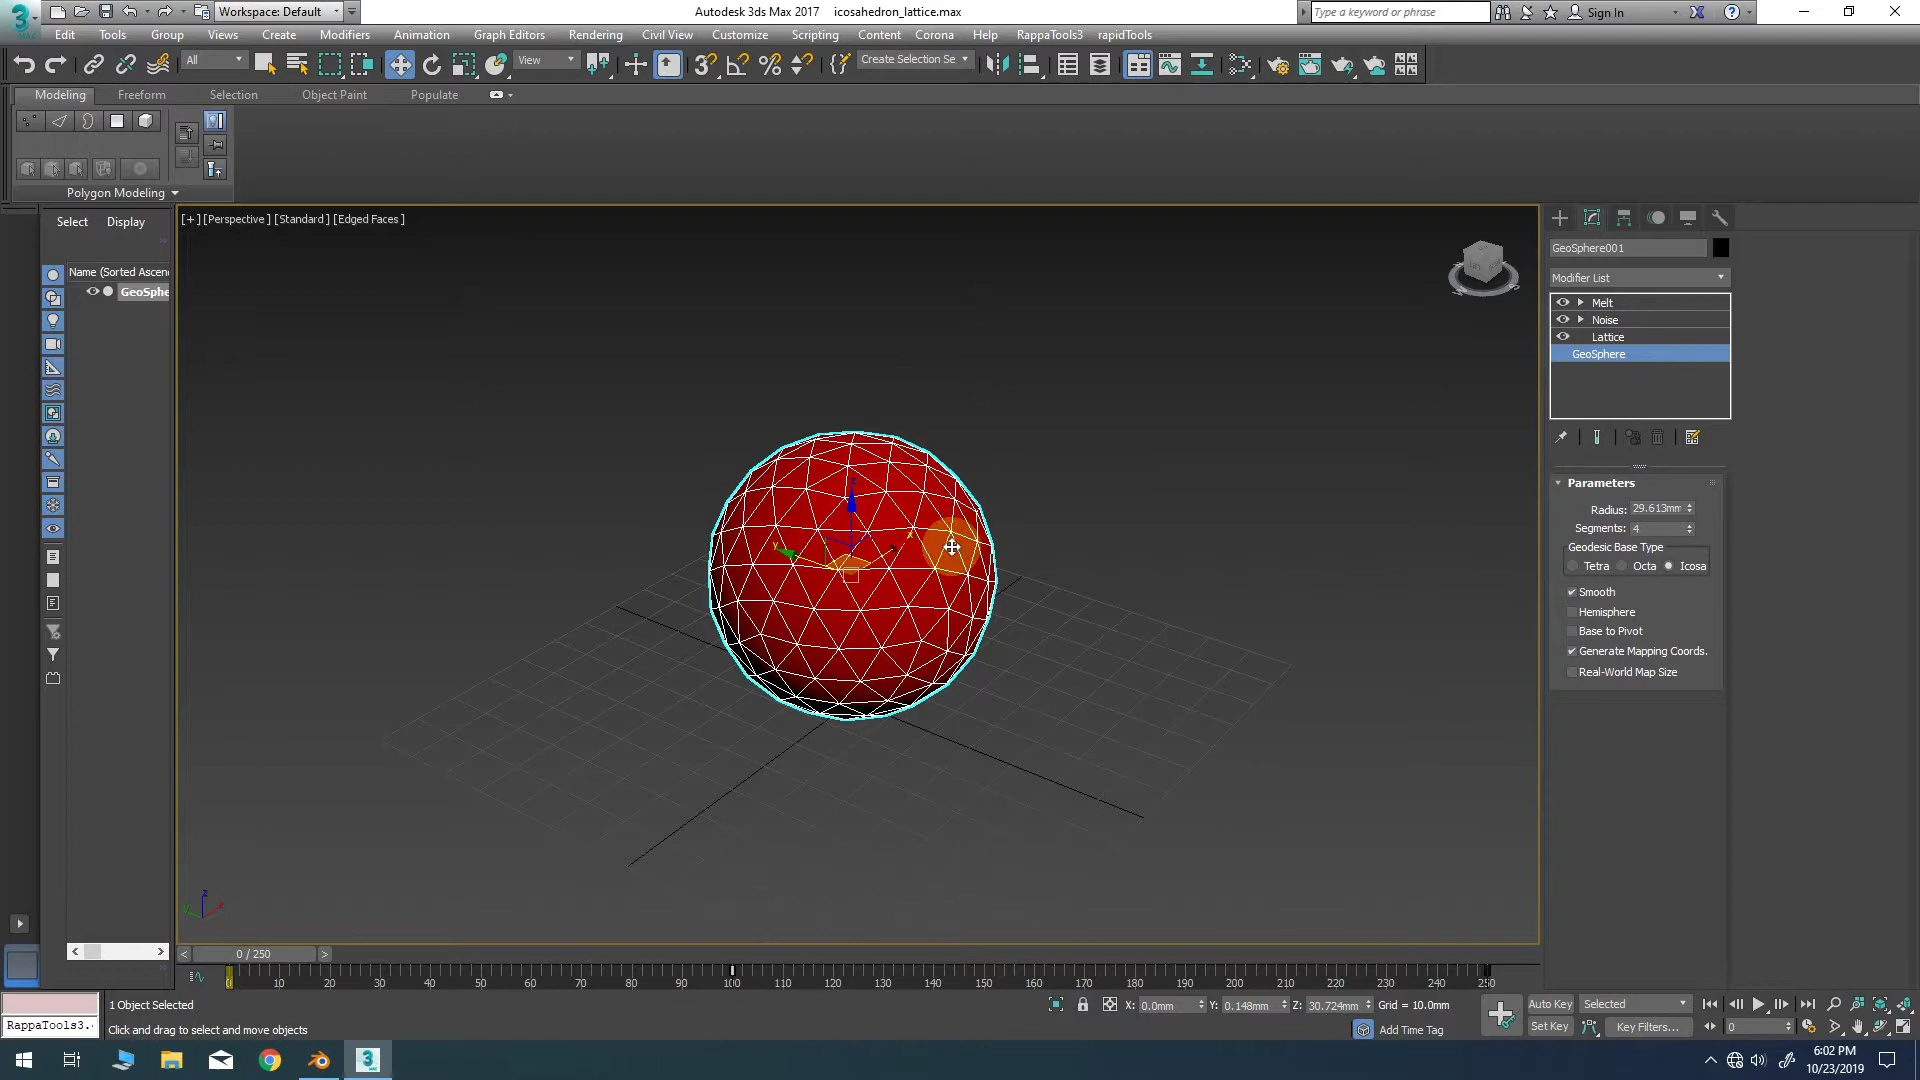 Workspace: Default
Autodesk 3ds Max 2017    icosahedron_lattice.max
Type a keyword or phrase
Sign In
3
MAX
Edit Tools Group Views Create Modifiers Animation Graph Editors Rendering Civil View Customize Scripting Content Corona Help RappaTools3 rapidTools
All
View
Create Selection Se
Modeling Freeform Selection Object Paint Populate
Polygon Modeling
Select Display
Name (Sorted Ascen
GeoSphe
[+] [Perspective ] [Standard ] [Edged Faces ]
z
y
x
GeoSphere001
Modifier List
Melt
Noise
Lattice
GeoSphere
Parameters
Radius: 29.613mm
Segments: 4
Geodesic Base Type
Tetra Octa Icosa
Smooth
Hemisphere
Base to Pivot
Generate Mapping Coords.
Real-World Map Size
< 0 / 250 >
0 10 20 30 40 50 60 70 80 90 100 110 120 130 140 150 160 170 180 190 200 210 220 230 240 250
1 Object Selected
X: 0.0mm Y: 0.148mm Z: 30.724mm Grid = 10.0mm
Auto Key Selected
RappaTools3.
Click and drag to select and move objects
Add Time Tag
Set Key Key Filters...
0
6:02 PM
10/23/2019